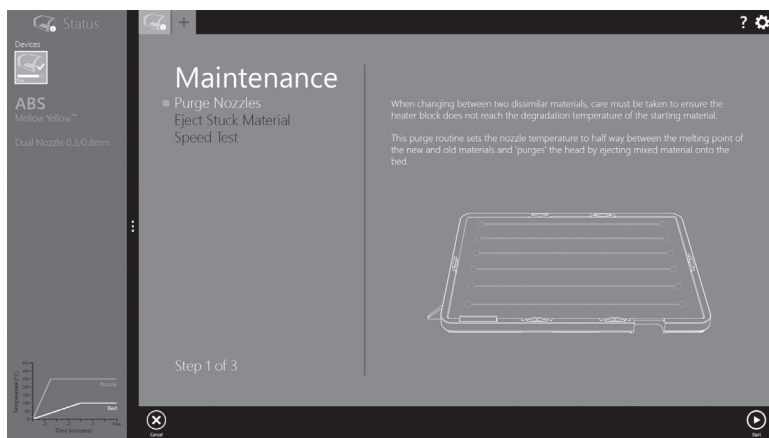 Status
Devices
ABS
Mellow Yellow™
Dual Nozzle 0.3/0.8mm
+
?
Maintenance
Purge Nozzles
Eject Stuck Material
Speed Test
Step 1 of 3
When changing between two dissimilar materials, care must be taken to ensure the
heater block does not reach the degradation temperature of the starting material.
This purge routine sets the nozzle temperature to half way between the melting point of
the new and old materials and 'purges' the head by ejecting mixed material onto the
bed.
Temperature (°C)
Nozzle
Bed
Time (minutes)
Cancel
Start